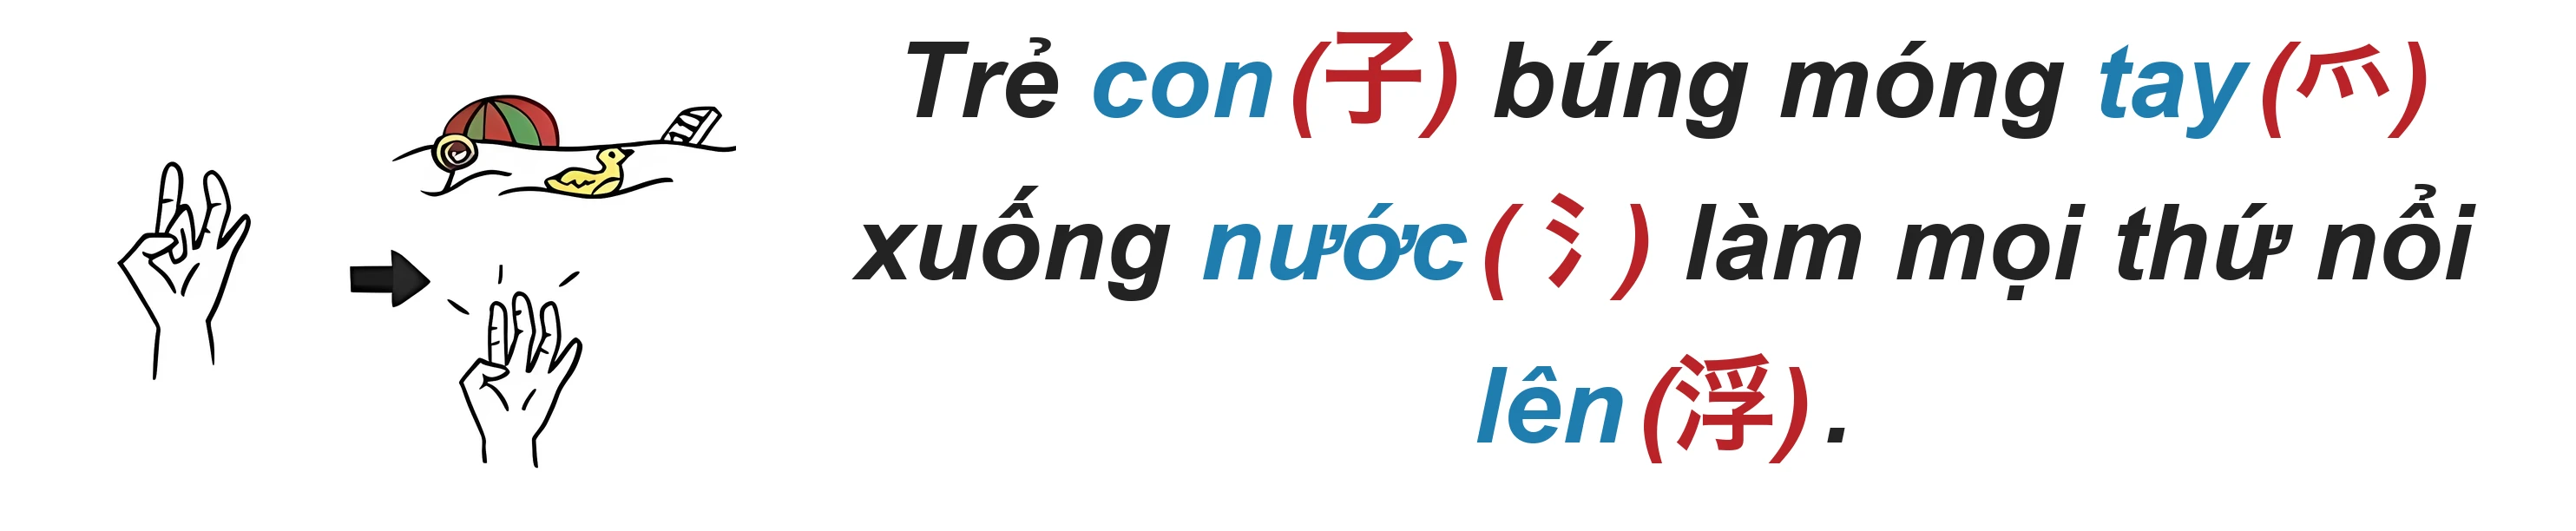 Trẻ con(子) búng móng tay(爫)
xuống nước(氵) làm mọi thứ nổi
lên(浮).